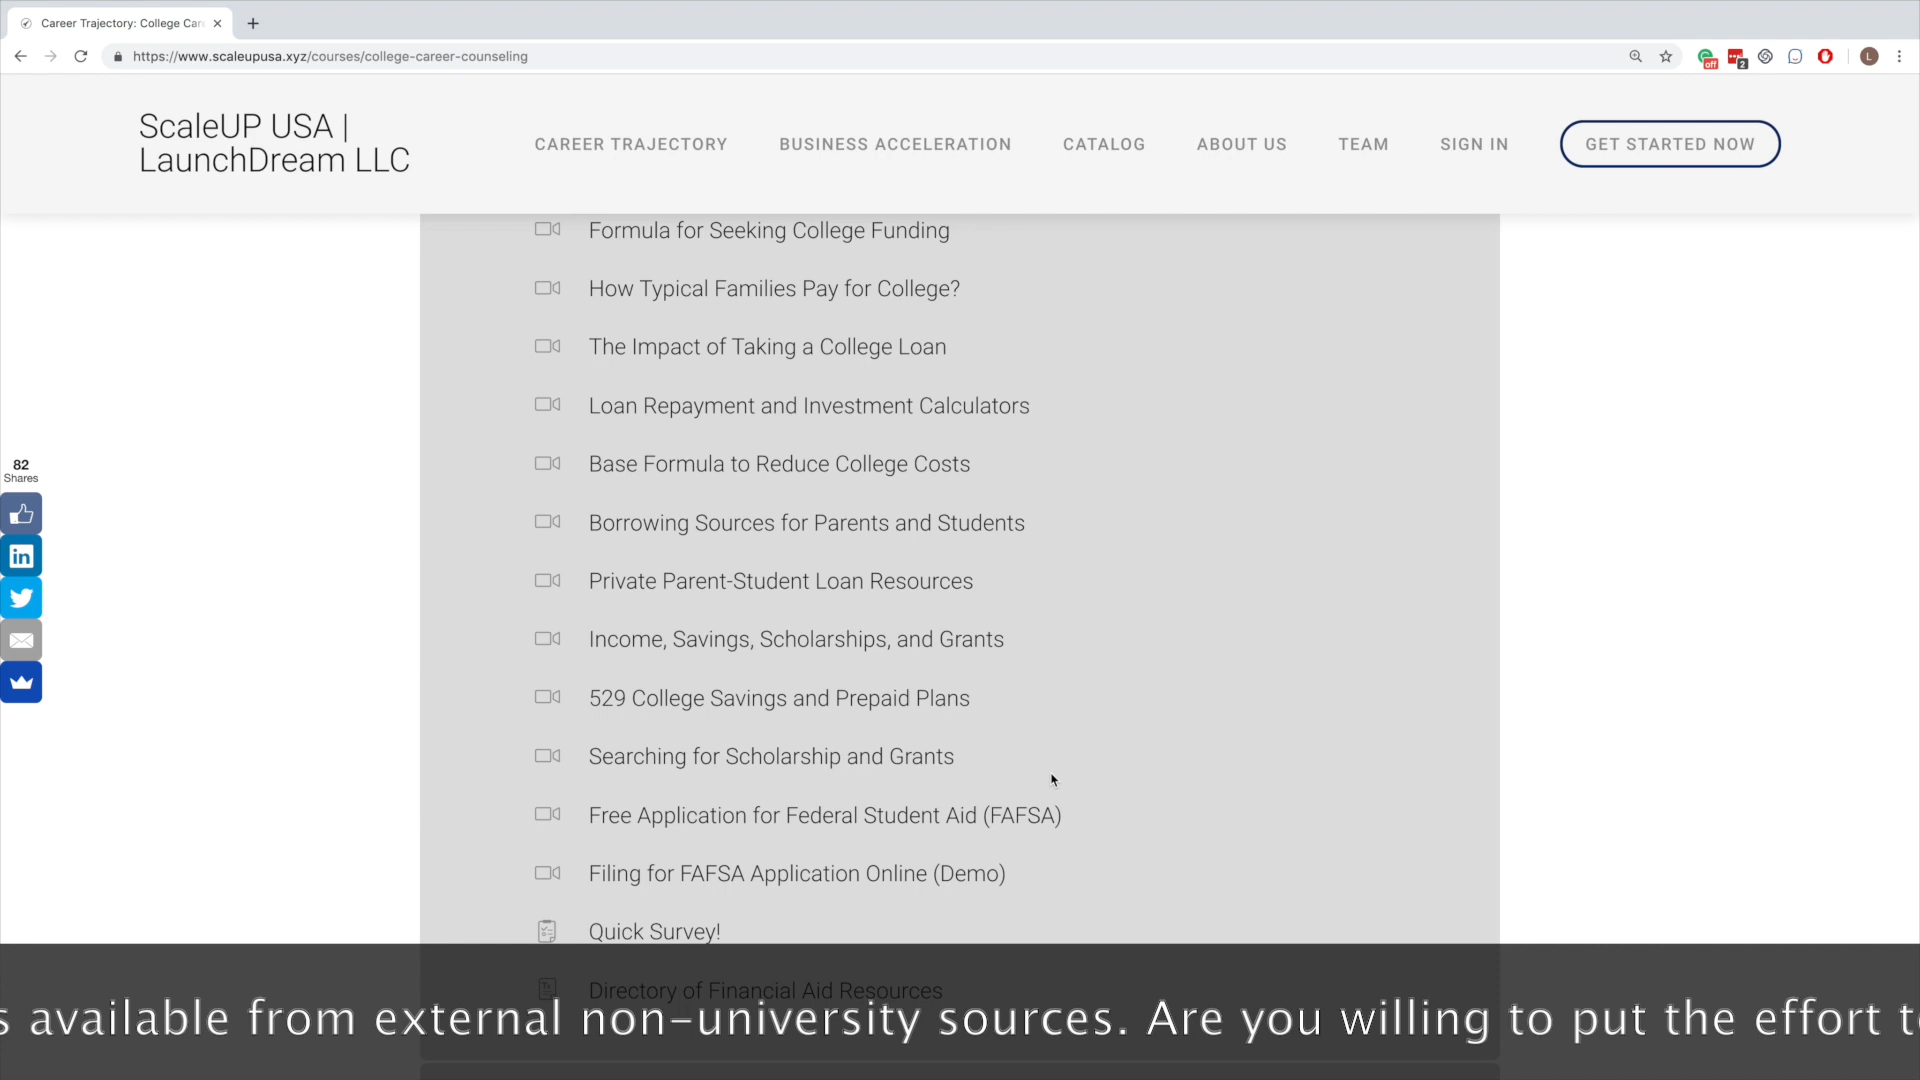 Career Trajectory: College Car
https://www.scaleupusa.xyz/courses/college-career-counseling
off
2
L
ScaleUP USA |
LaunchDream LLC
CAREER TRAJECTORY
BUSINESS ACCELERATION
CATALOG
ABOUT US
TEAM
SIGN IN
GET STARTED NOW
Formula for Seeking College Funding
How Typical Families Pay for College?
The Impact of Taking a College Loan
Loan Repayment and Investment Calculators
Base Formula to Reduce College Costs
Borrowing Sources for Parents and Students
Private Parent-Student Loan Resources
Income, Savings, Scholarships, and Grants
529 College Savings and Prepaid Plans
Searching for Scholarship and Grants
Free Application for Federal Student Aid (FAFSA)
Filing for FAFSA Application Online (Demo)
Quick Survey!
Directory of Financial Aid Resources
82
Shares
in
s available from external non-university sources. Are you willing to put the effort t